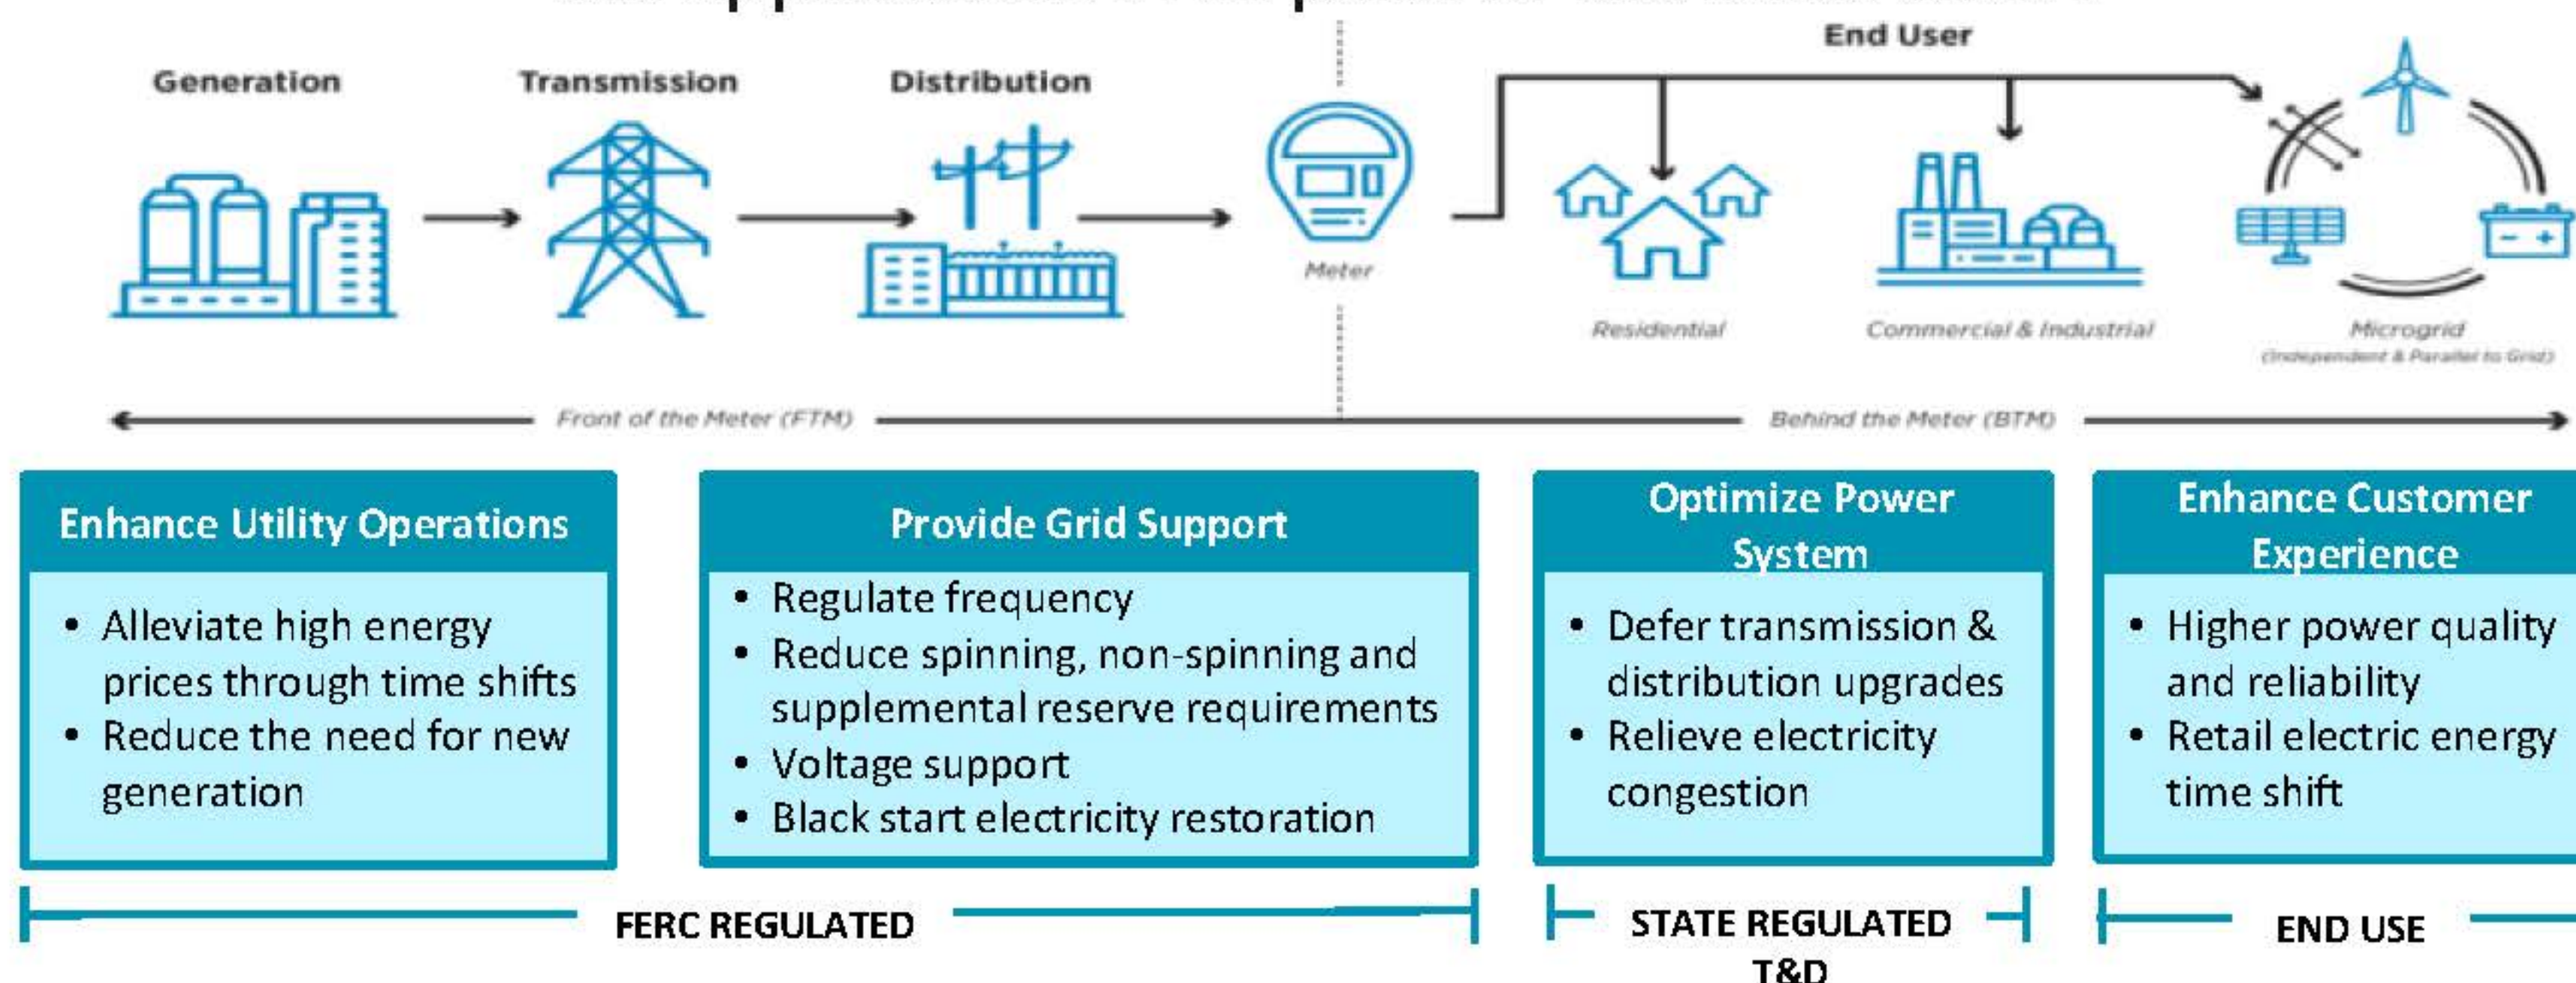 End User
Generation
Transmission
Distribution
Meter
Residential
Commercial & Industrial
Microgrid
(Independent & Parallel to Grid)
Front of the Meter (FTM)
Behind the Meter (BTM)
Enhance Utility Operations
• Alleviate high energy
prices through time shifts
• Reduce the need for new
generation
Provide Grid Support
• Regulate frequency
• Reduce spinning, non-spinning and
supplemental reserve requirements
• Voltage support
• Black start electricity restoration
Optimize Power
System
• Defer transmission &
distribution upgrades
• Relieve electricity
congestion
Enhance Customer
Experience
• Higher power quality
and reliability
• Retail electric energy
time shift
FERC REGULATED
STATE REGULATED
T&D
END USE